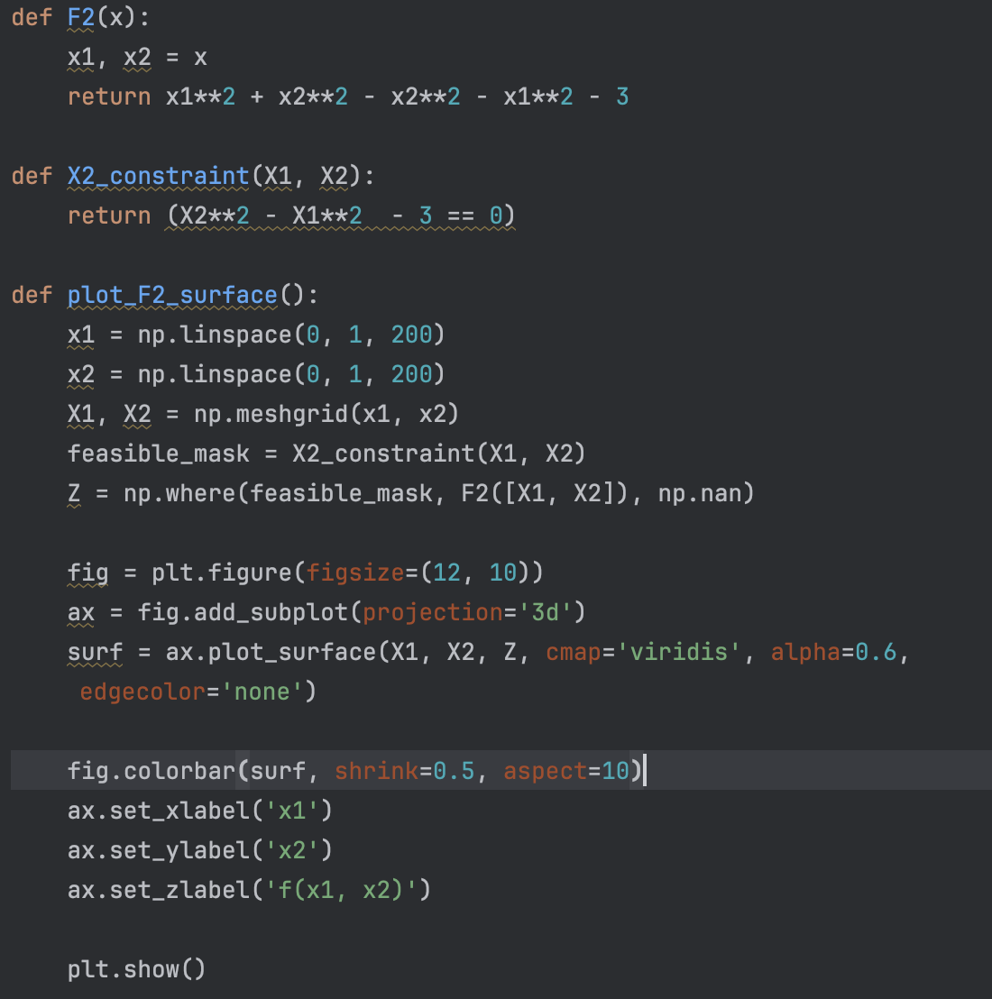 def F2(x):
    x1, x2 = x
    return x1**2 + x2**2 - x2**2 - x1**2 - 3
def X2_constraint(X1, X2):
    return (X2**2 - X1**2  - 3 == 0)
def plot_F2_surface():
    x1 = np.linspace(0, 1, 200)
    x2 = np.linspace(0, 1, 200)
    X1, X2 = np.meshgrid(x1, x2)
    feasible_mask = X2_constraint(X1, X2)
    Z = np.where(feasible_mask, F2([X1, X2]), np.nan)
    fig = plt.figure(figsize=(12, 10))
    ax = fig.add_subplot(projection='3d')
    surf = ax.plot_surface(X1, X2, Z, cmap='viridis', alpha=0.6,
     edgecolor='none')
    fig.colorbar(surf, shrink=0.5, aspect=10)
    ax.set_xlabel('x1')
    ax.set_ylabel('x2')
    ax.set_zlabel('f(x1, x2)')
    plt.show()